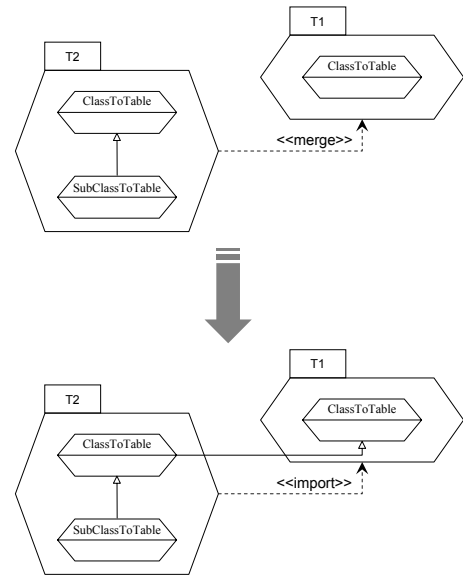 T1
T2
ClassToTable
ClassToTable
<<merge>>
SubClassToTable
T1
T2
ClassToTable
ClassToTable
<<import>>
SubClassToTable